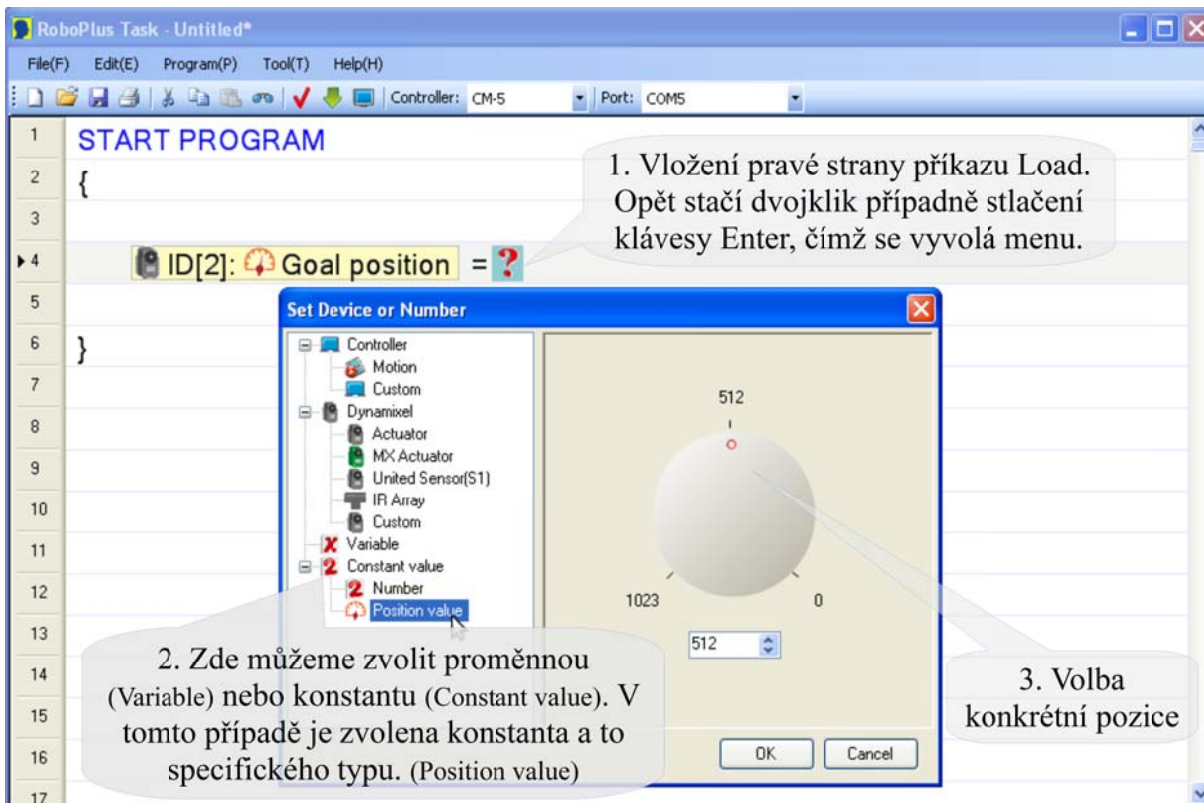 RoboPlus Task - Untitled*
File(F) Edit(E) Program(P) Tool(T) Help(H)
Controller: CM-5 Port: COM5
1 START PROGRAM
2 {
3
4 ID[2]: Goal position = ?
5
6 }
7
8
9
10
11
12
13
14
15
16
17
1. Vložení pravé strany příkazu Load.
Opět stačí dvojklik případně stlačení
klávesy Enter, čímž se vyvolá menu.
Set Device or Number
Controller
Motion
Custom
Dynamixel
Actuator
MX Actuator
United Sensor(S1)
IR Array
Custom
Variable
Constant value
Number
Position value
512
1023 0
512
OK Cancel
2. Zde můžeme zvolit proměnnou
(Variable) nebo konstantu (Constant value). V
tomto případě je zvolena konstanta a to
specifického typu. (Position value)
3. Volba
konkrétní pozice